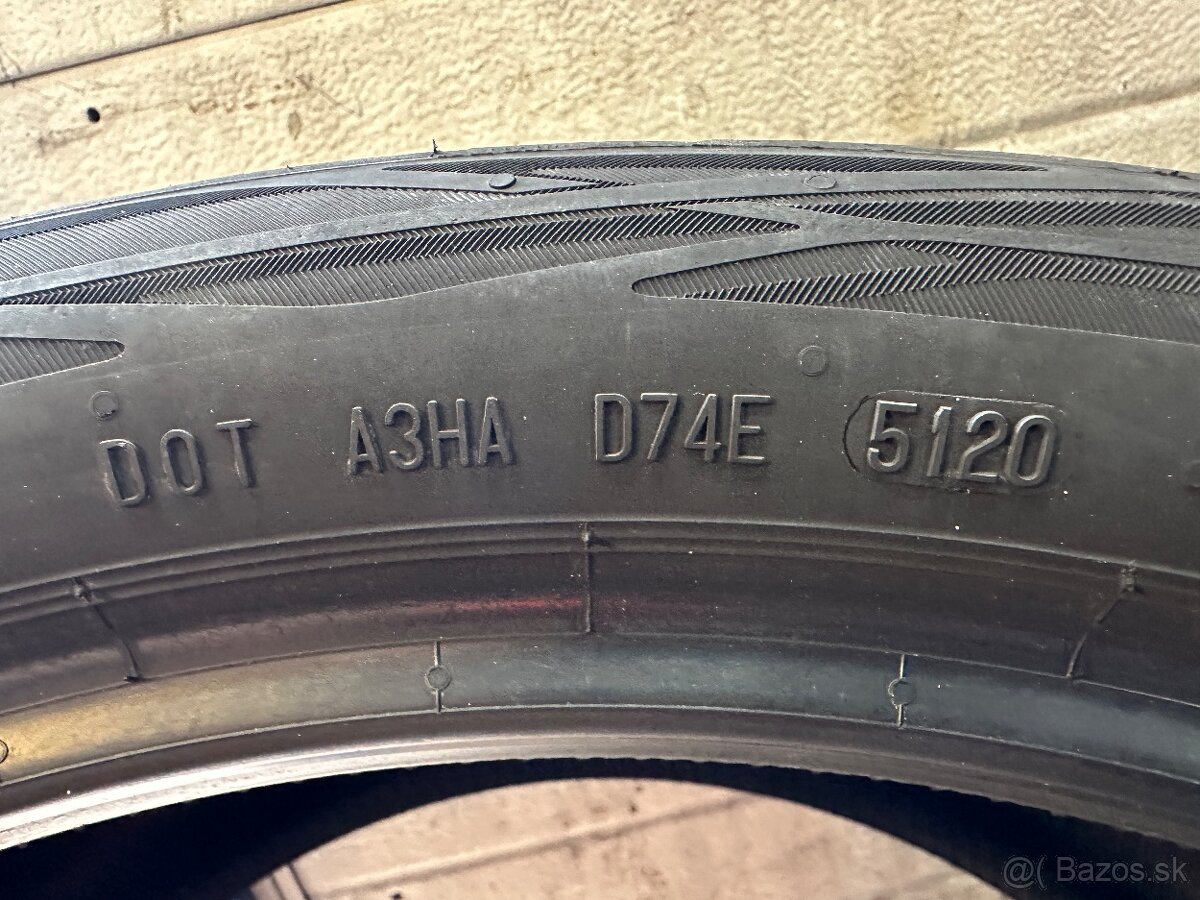 DOT A3HA D74E 5120
@( Bazos.sk